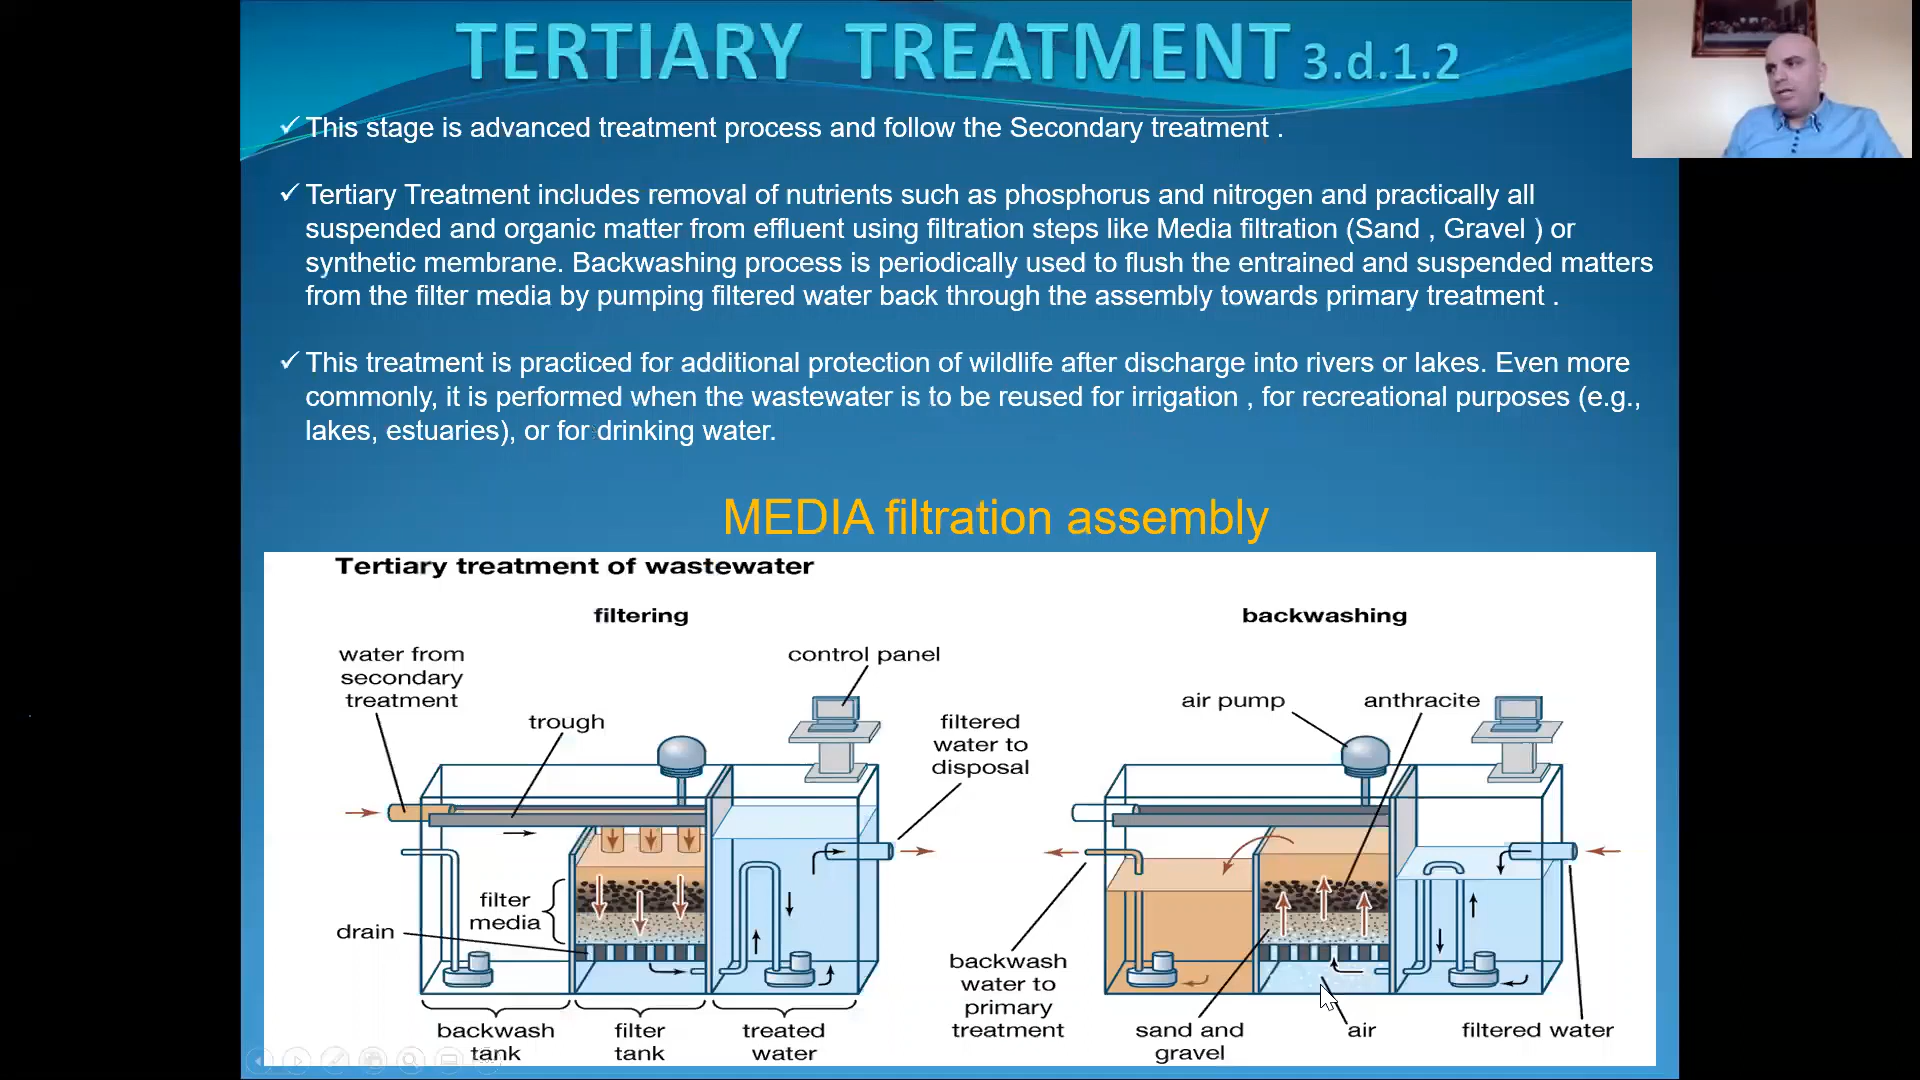 TERTIARY TREATMENT 3.d.1.2
✓ This stage is advanced treatment process and follow the Secondary treatment .
✓ Tertiary Treatment includes removal of nutrients such as phosphorus and nitrogen and practically all
suspended and organic matter from effluent using filtration steps like Media filtration (Sand , Gravel ) or
synthetic membrane. Backwashing process is periodically used to flush the entrained and suspended matters
from the filter media by pumping filtered water back through the assembly towards primary treatment .
✓ This treatment is practiced for additional protection of wildlife after discharge into rivers or lakes. Even more
commonly, it is performed when the wastewater is to be reused for irrigation , for recreational purposes (e.g.,
lakes, estuaries), or for drinking water.
MEDIA filtration assembly
Tertiary treatment of wastewater
filtering
water from
secondary
treatment
trough
control panel
filtered
water to
disposal
filter
media
drain
backwash
tank
filter
tank
treated
water
backwashing
air pump
anthracite
backwash
water to
primary
treatment
sand and
gravel
air
filtered water